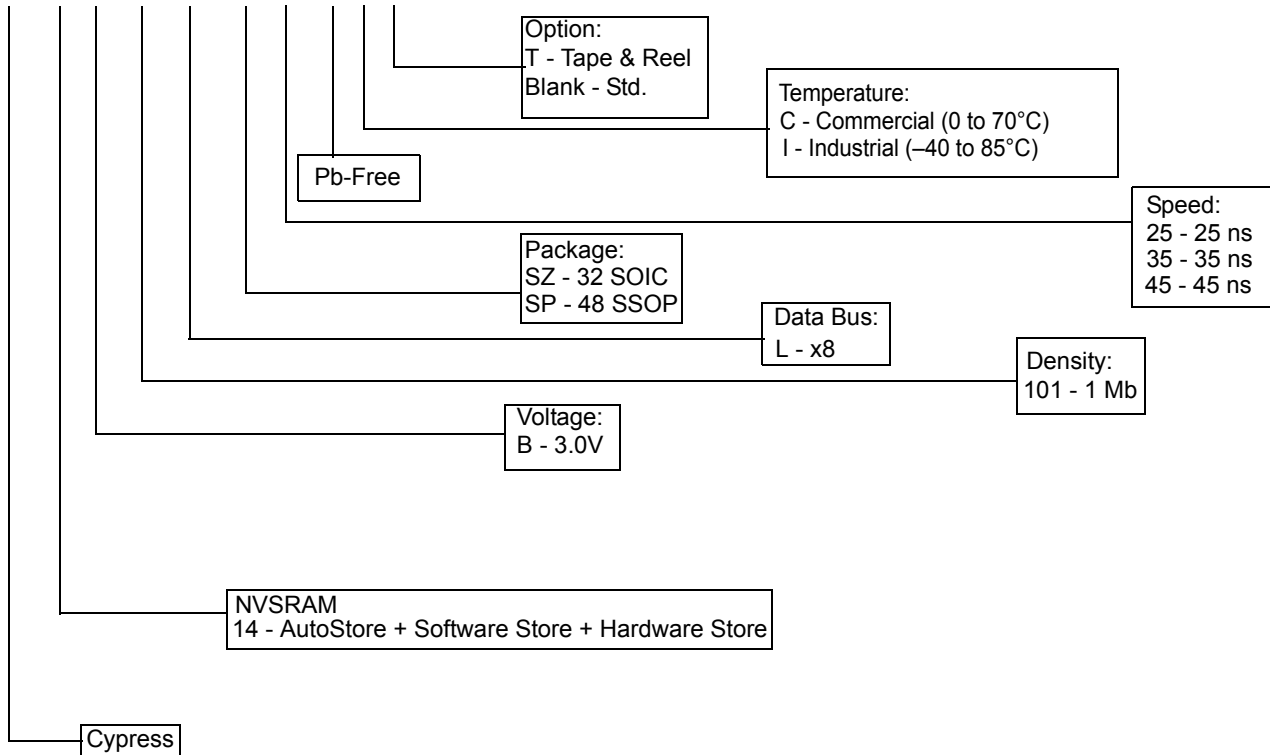 Option:
T - Tape & Reel
Blank - Std.
Temperature:
C - Commercial (0 to 70°C)
I - Industrial (–40 to 85°C)
Pb-Free
Speed:
25 - 25 ns
35 - 35 ns
45 - 45 ns
Package:
SZ - 32 SOIC
SP - 48 SSOP
Data Bus:
L - x8
Density:
101 - 1 Mb
Voltage:
B - 3.0V
NVSRAM
14 - AutoStore + Software Store + Hardware Store
Cypress